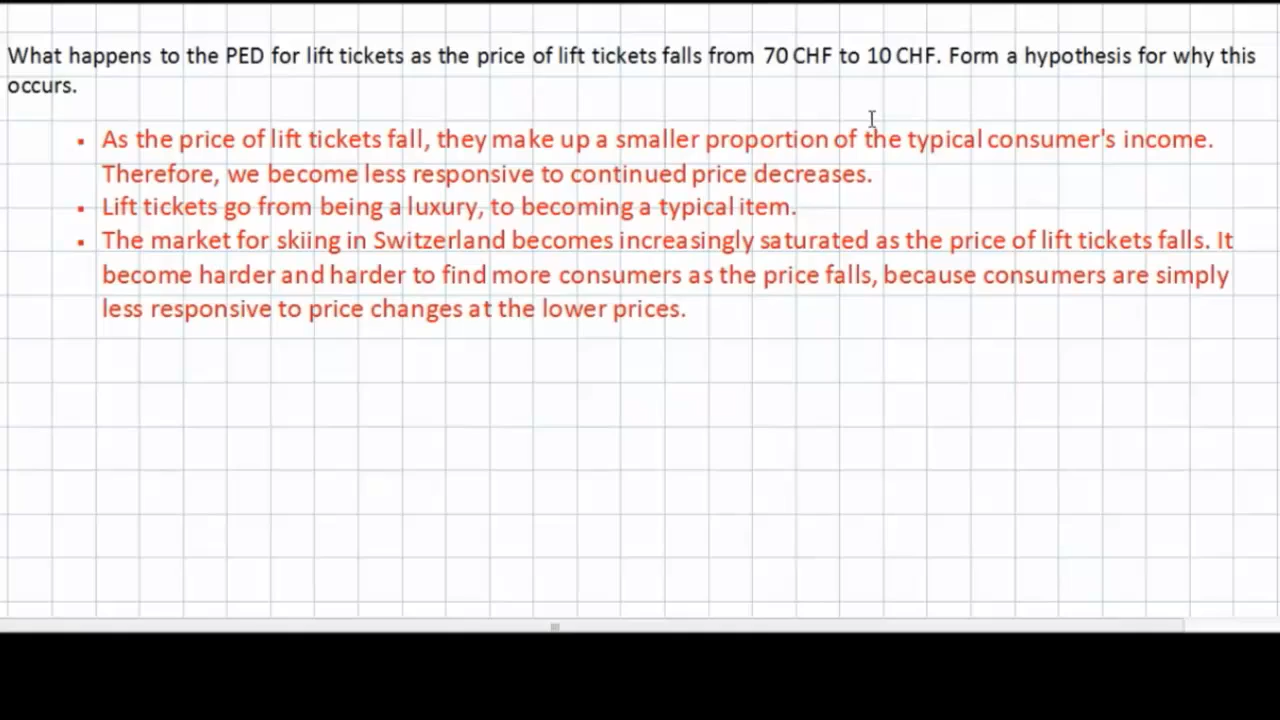 What happens to the PED for lift tickets as the price of lift tickets falls from 70 CHF to 10 CHF. Form a hypothesis for why this
occurs.
▪ As the price of lift tickets fall, they make up a smaller proportion of the typical consumer's income.
Therefore, we become less responsive to continued price decreases.
▪ Lift tickets go from being a luxury, to becoming a typical item.
▪ The market for skiing in Switzerland becomes increasingly saturated as the price of lift tickets falls. It
become harder and harder to find more consumers as the price falls, because consumers are simply
less responsive to price changes at the lower prices.